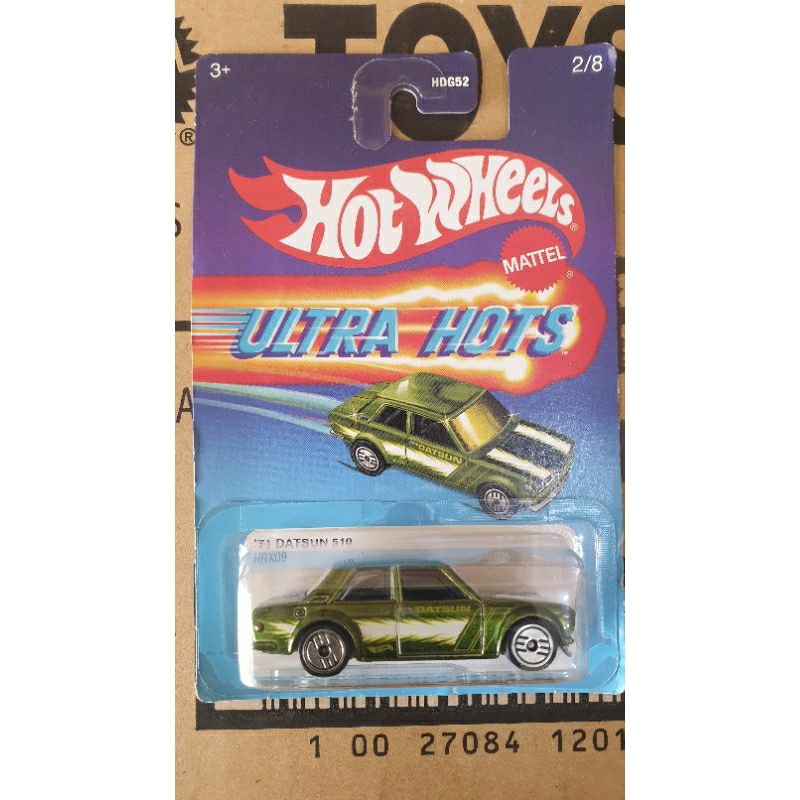 TOYS
®
3+
HDG52
2/8
HOT WHEELS®
MATTEL®
ULTRA HOTS™
DATSUN
'71 DATSUN 510
HRX09
DATSUN
1 00 27084 1201